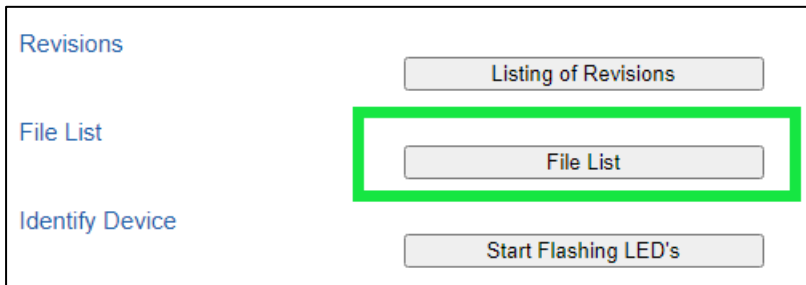 Revisions
Listing of Revisions
File List
File List
Identify Device
Start Flashing LED's